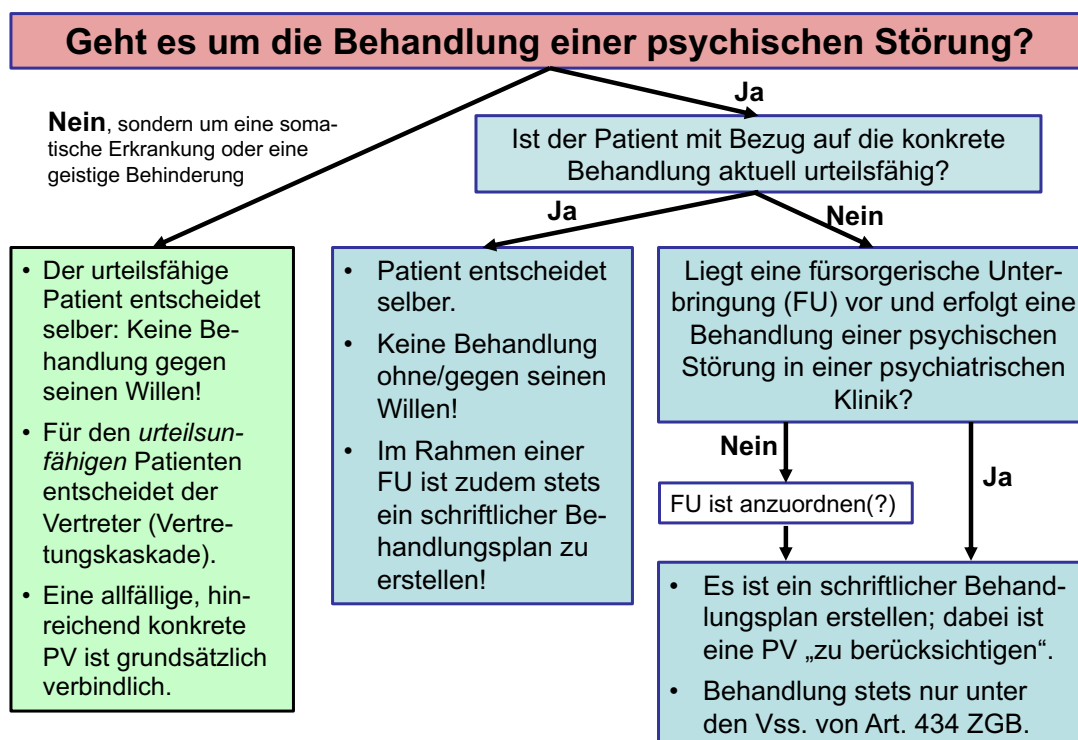 Geht es um die Behandlung einer psychischen Störung?
Nein, sondern um eine soma-
tische Erkrankung oder eine
geistige Behinderung
Ja
Ist der Patient mit Bezug auf die konkrete
Behandlung aktuell urteilsfähig?
Ja
Nein
• Der urteilsfähige
Patient entscheidet
selber: Keine Be-
handlung gegen
seinen Willen!
• Für den urteilsun-
fähigen Patienten
entscheidet der
Vertreter (Vertre-
tungskaskade).
• Eine allfällige, hin-
reichend konkrete
PV ist grundsätzlich
verbindlich.
• Patient entscheidet
selber.
• Keine Behandlung
ohne/gegen seinen
Willen!
• Im Rahmen einer
FU ist zudem stets
ein schriftlicher Be-
handlungsplan zu
erstellen!
Liegt eine fürsorgerische Unter-
bringung (FU) vor und erfolgt eine
Behandlung einer psychischen
Störung in einer psychiatrischen
Klinik?
Nein
Ja
FU ist anzuordnen(?)
• Es ist ein schriftlicher Behand-
lungsplan erstellen; dabei ist
eine PV „zu berücksichtigen“.
• Behandlung stets nur unter
den Vss. von Art. 434 ZGB.